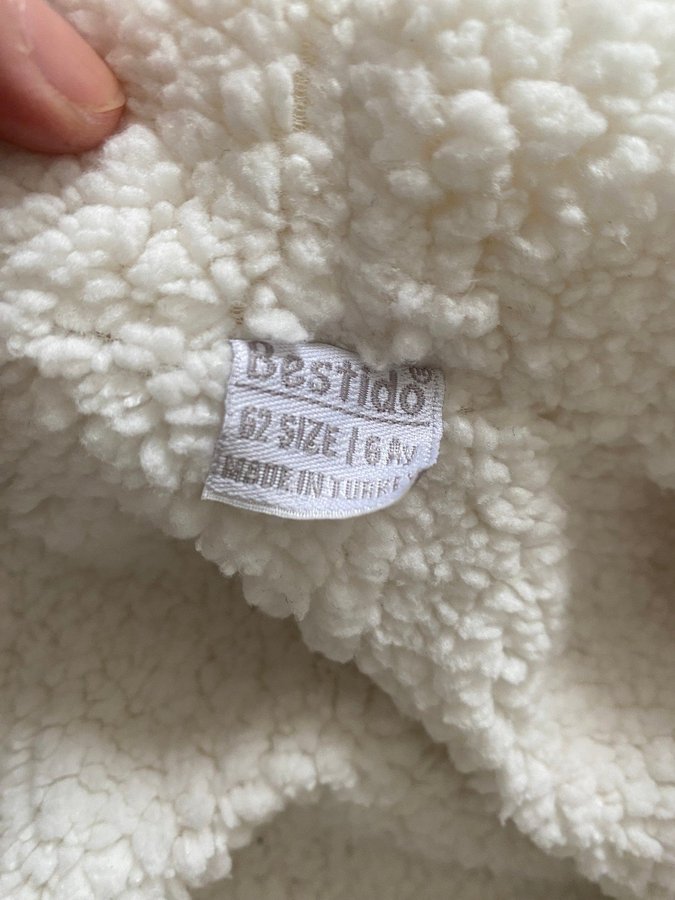 Bestido®
62 SIZE | 6 Ay
MADE IN TURKE